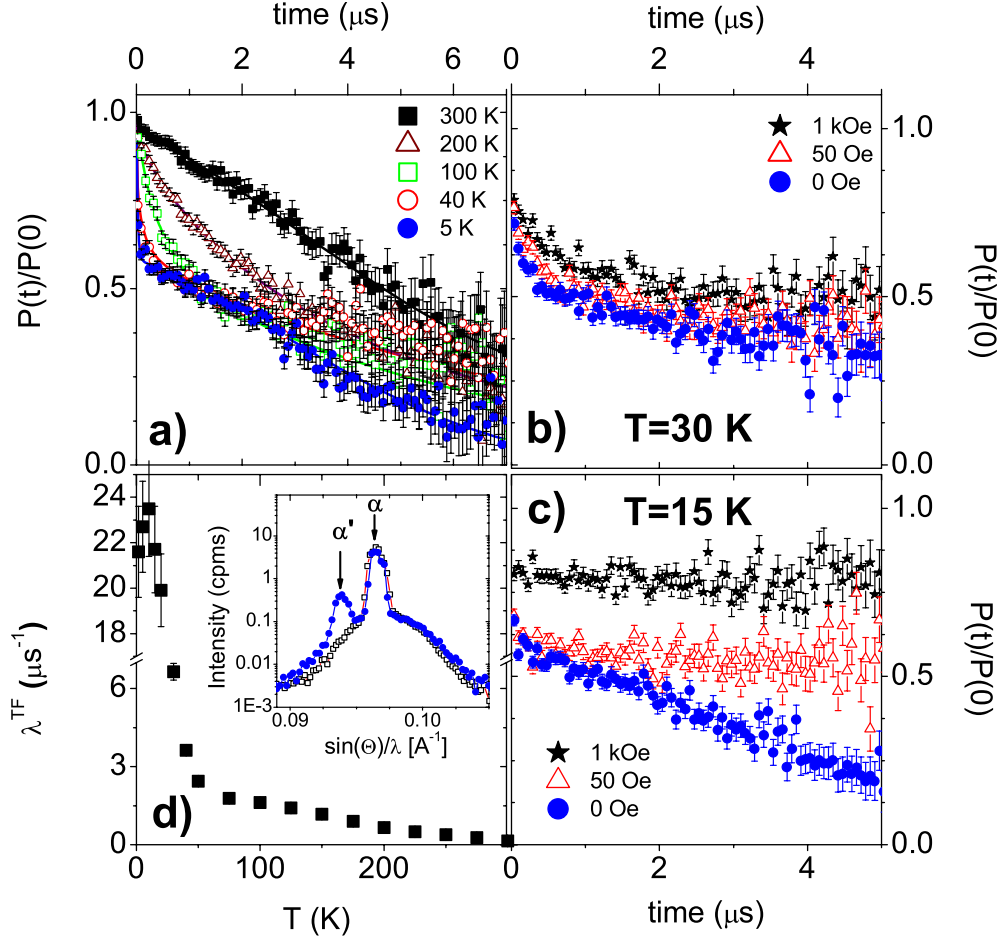 time (μs)
time (μs)
0 2 4 6
0 2 4
1.0
0.5
0.0
P(t)/P(0)
300 K
200 K
100 K
40 K
5 K
a)
1 kOe
50 Oe
0 Oe
b)
T=30 K
1.0
0.5
0.0
P(t)/P(0)
24
22
20
18
6
3
0
λTF (μs-1)
d)
Intensity (cpms)
10
1
0.1
0.01
1E-3
α'
α
0.09 0.10
sin(Θ)/λ [A-1]
0 100 200
T (K)
c)
T=15 K
1 kOe
50 Oe
0 Oe
1.0
0.5
0.0
P(t)/P(0)
0 2 4
time (μs)